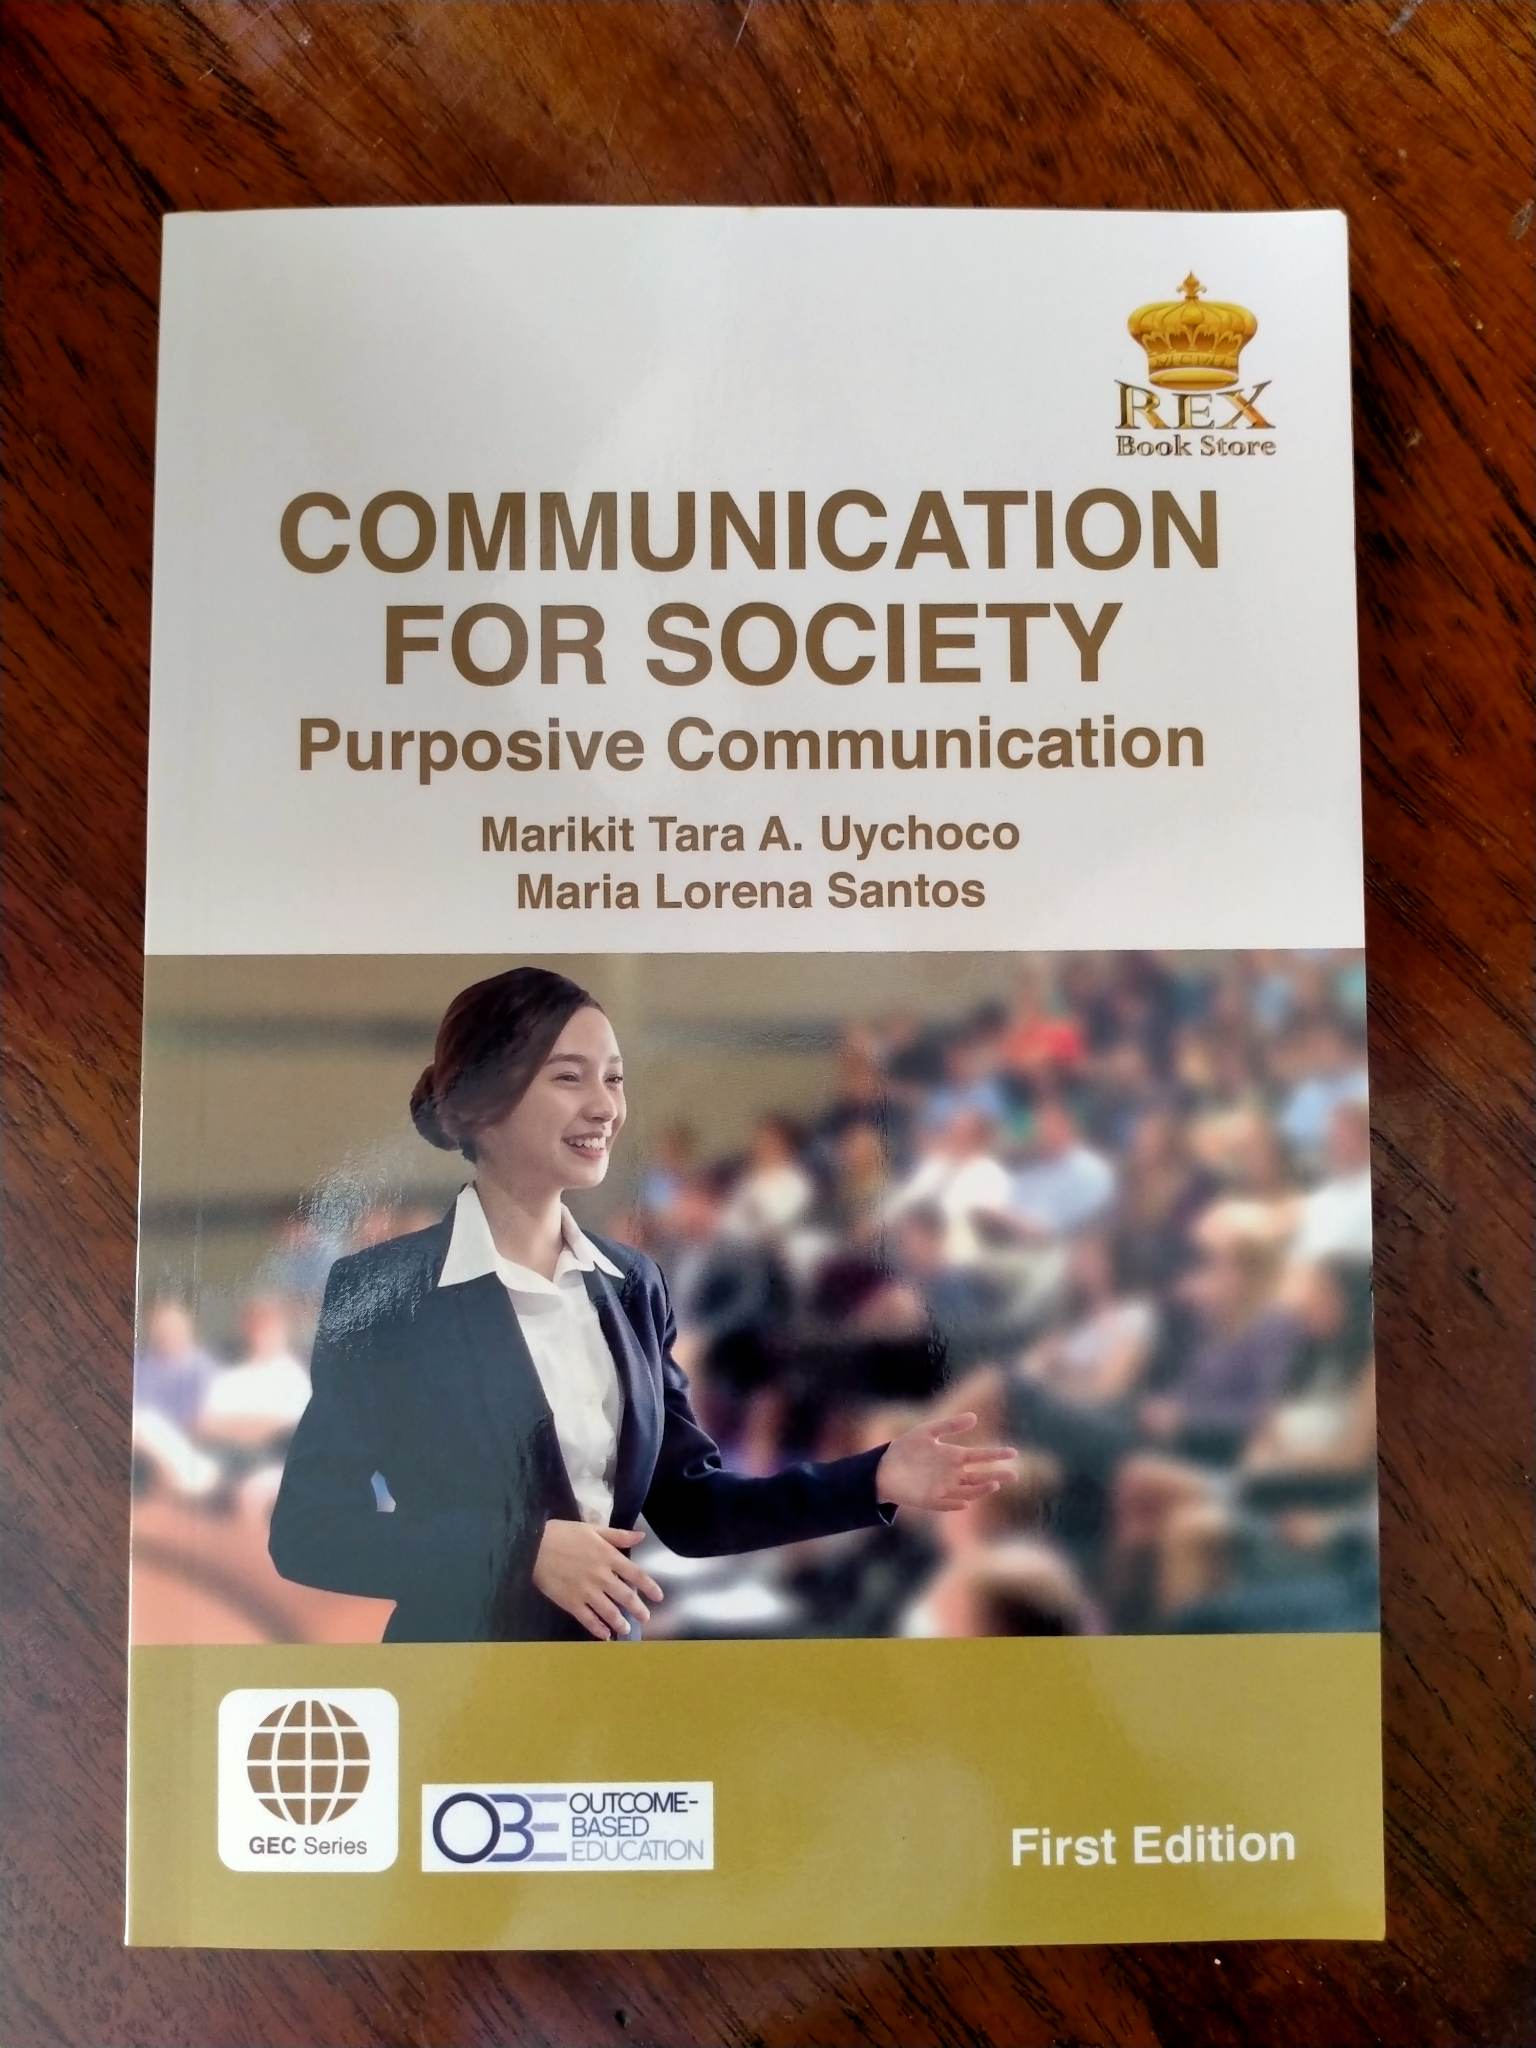 REX
Book Store
COMMUNICATION
FOR SOCIETY
Purposive Communication
Marikit Tara A. Uychoco
Maria Lorena Santos
GEC Series
OBE OUTCOME-
BASED
EDUCATION
First Edition